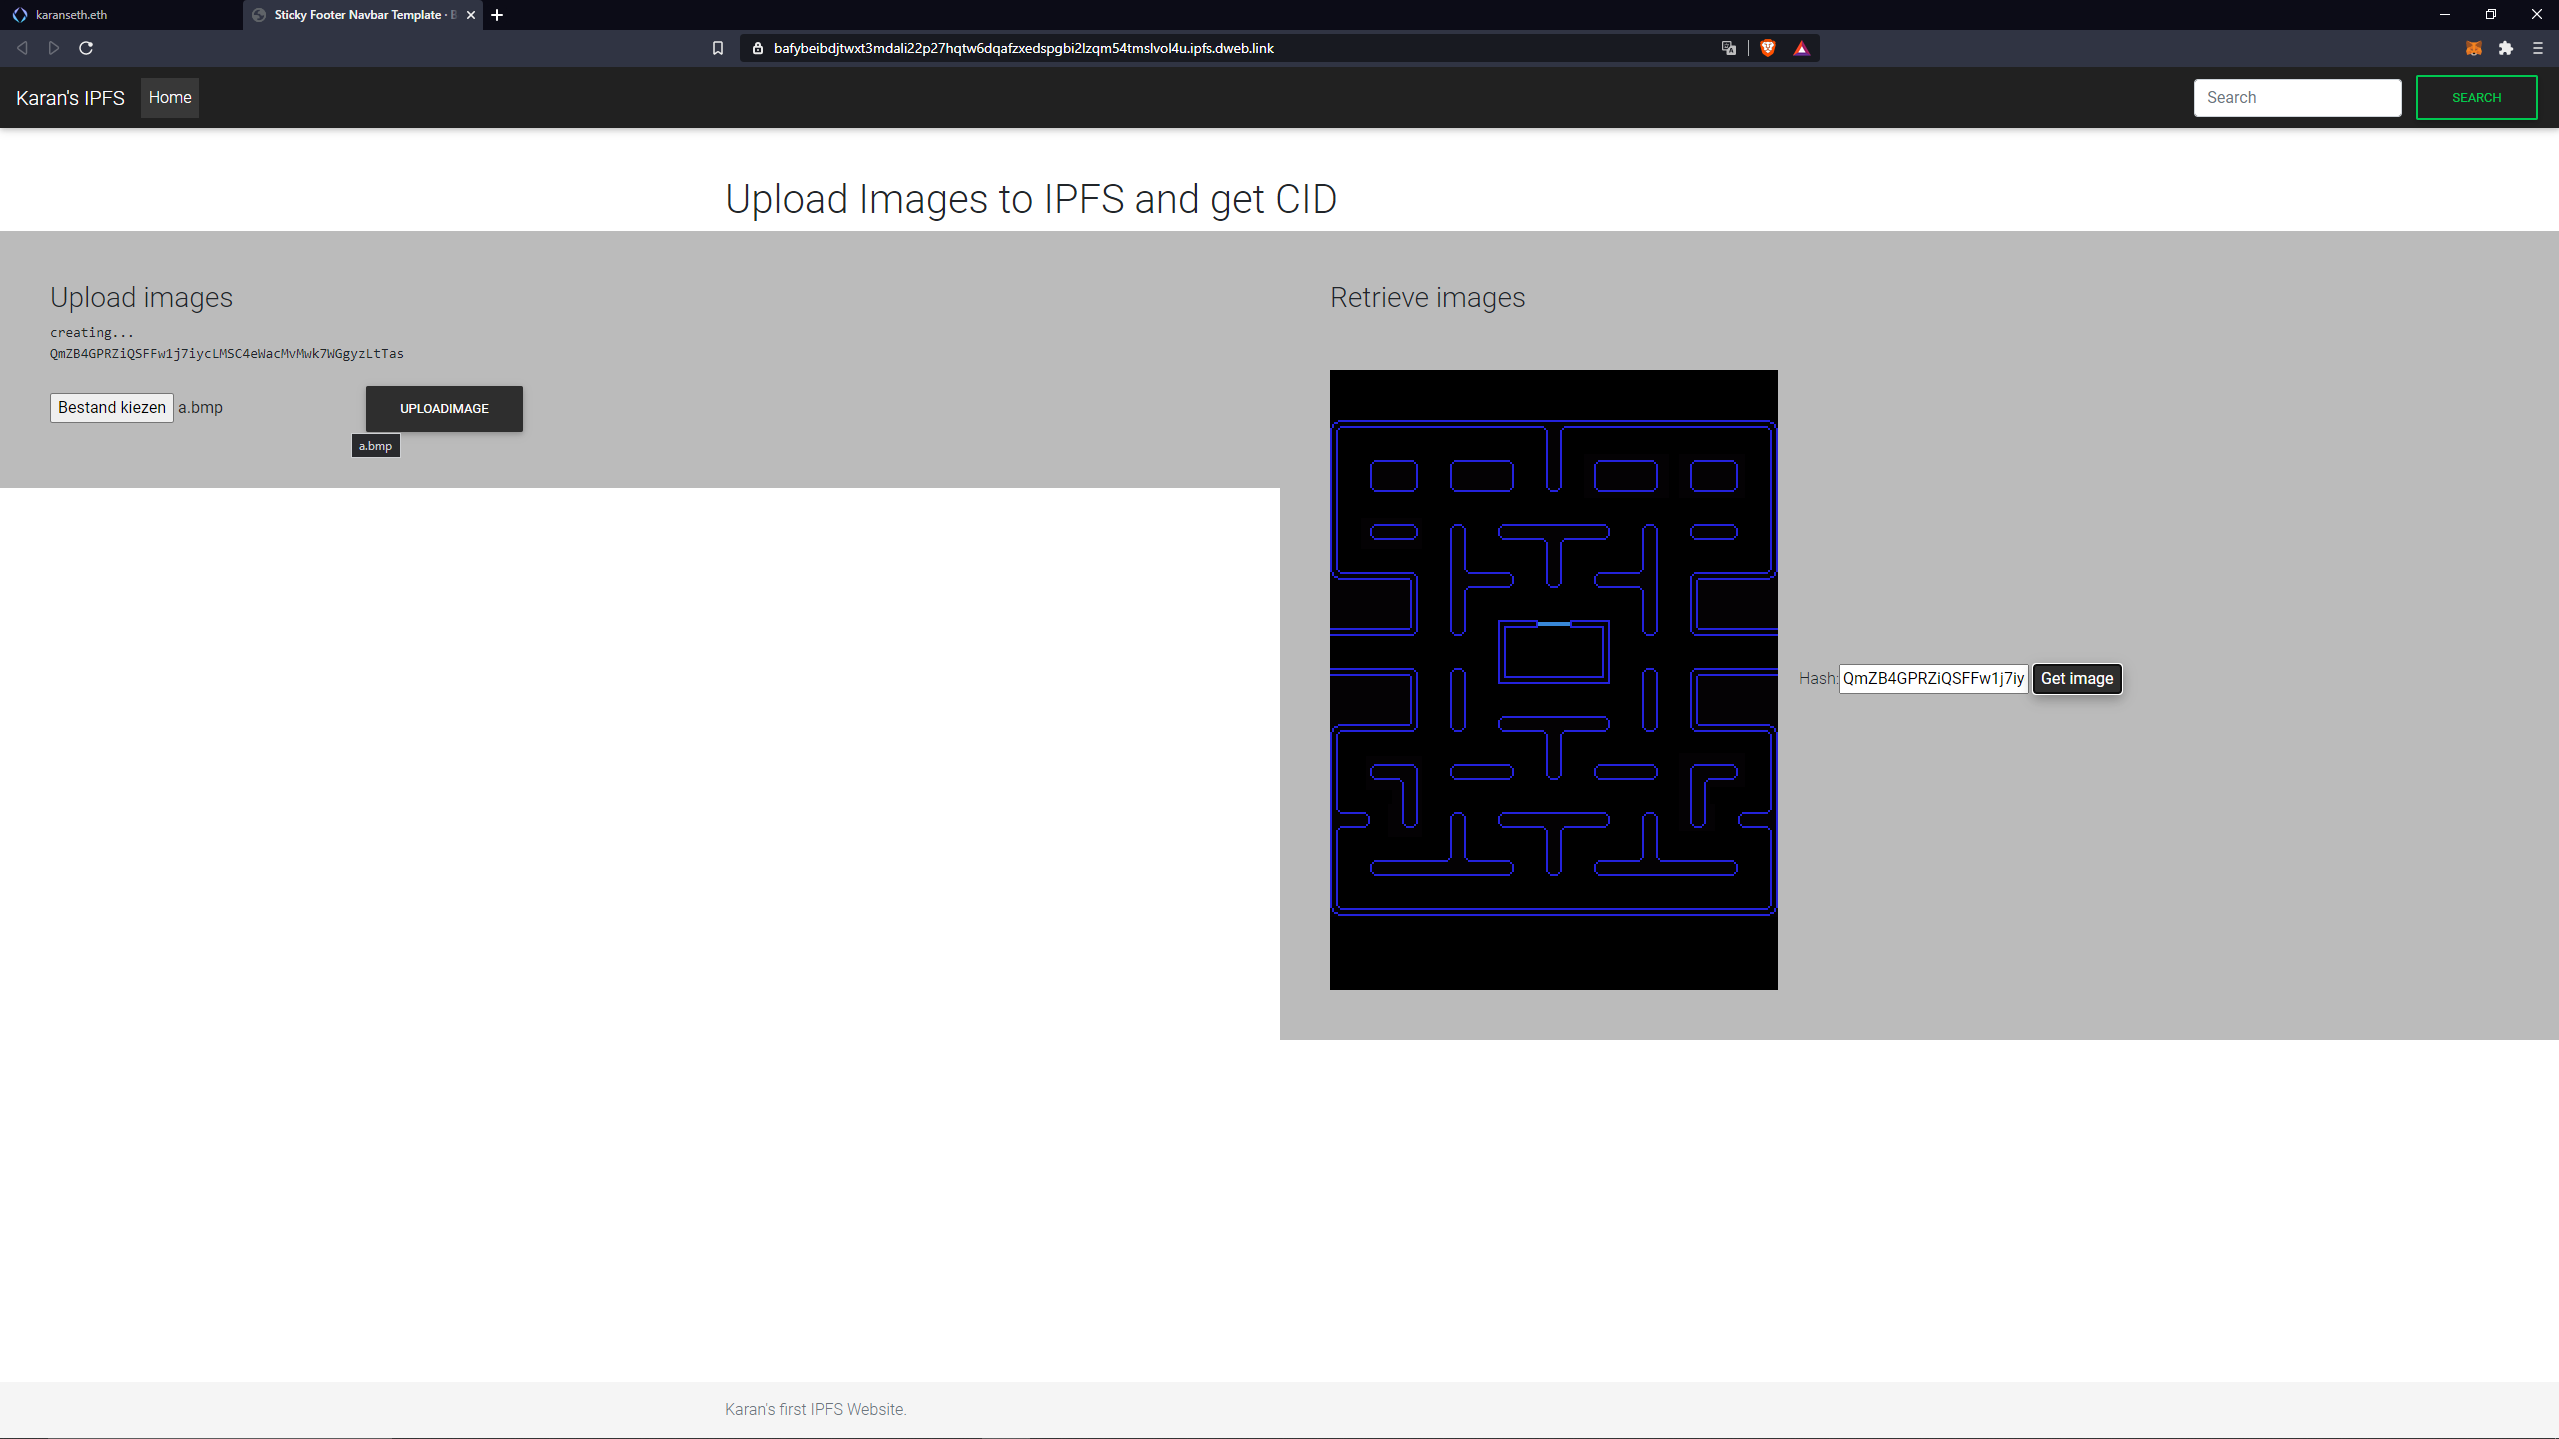 karanseth.eth
Sticky Footer Navbar Template · B
bafybeibdjtwxt3mdali22p27hqtw6dqafzxedspgbi2lzqm54tmslvol4u.ipfs.dweb.link
Karan's IPFS Home Search SEARCH
Upload Images to IPFS and get CID
Upload images
creating...
QmZB4GPRZiQSFFw1j7iycLMSC4eWacMvMwk7WGgyzLtTas
Bestand kiezen a.bmp UPLOADIMAGE
a.bmp
Retrieve images
Hash: QmZB4GPRZiQSFFw1j7iy Get image
Karan's first IPFS Website.